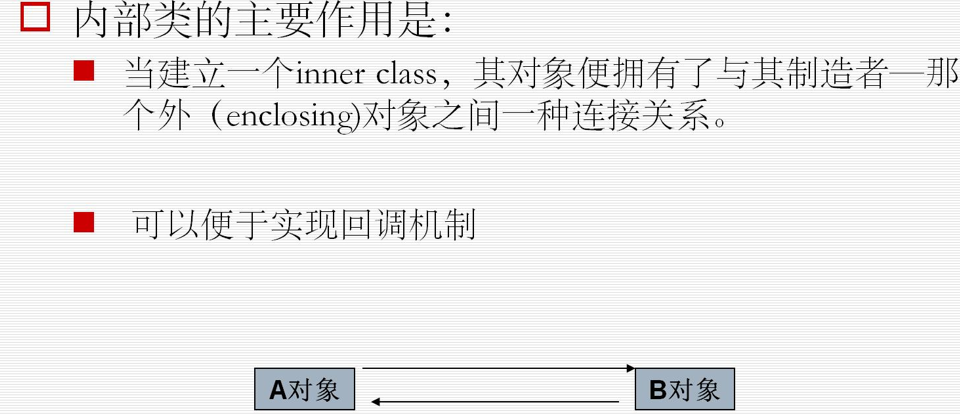 内部类的主要作用是：
当建立一个inner class，其对象便拥有了与其制造者—那
个外（enclosing)对象之间一种连接关系。
可以便于实现回调机制
A对象 B对象